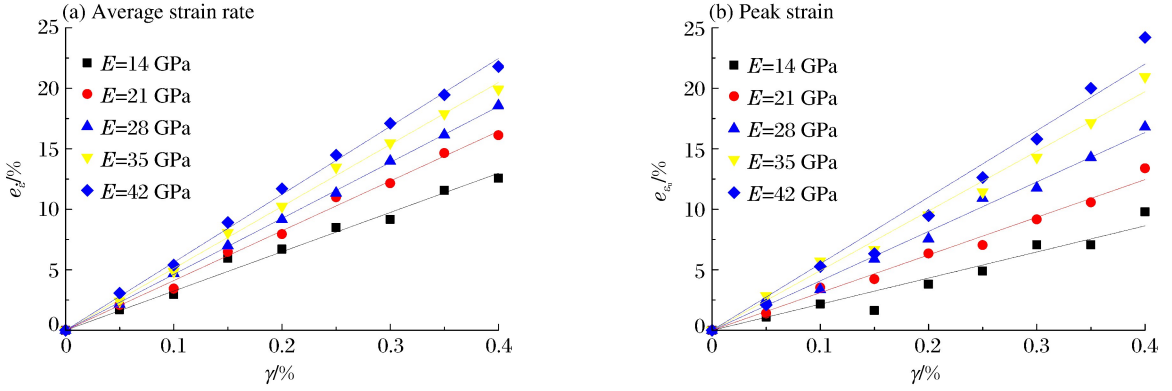 (a) Average strain rate
25
20
15
10
5
0
E=14 GPa
E=21 GPa
E=28 GPa
E=35 GPa
E=42 GPa
0 0.1 0.2 0.3 0.4
γ/%
(b) Peak strain
25
20
15
10
5
0
E=14 GPa
E=21 GPa
E=28 GPa
E=35 GPa
E=42 GPa
0 0.1 0.2 0.3 0.4
γ/%